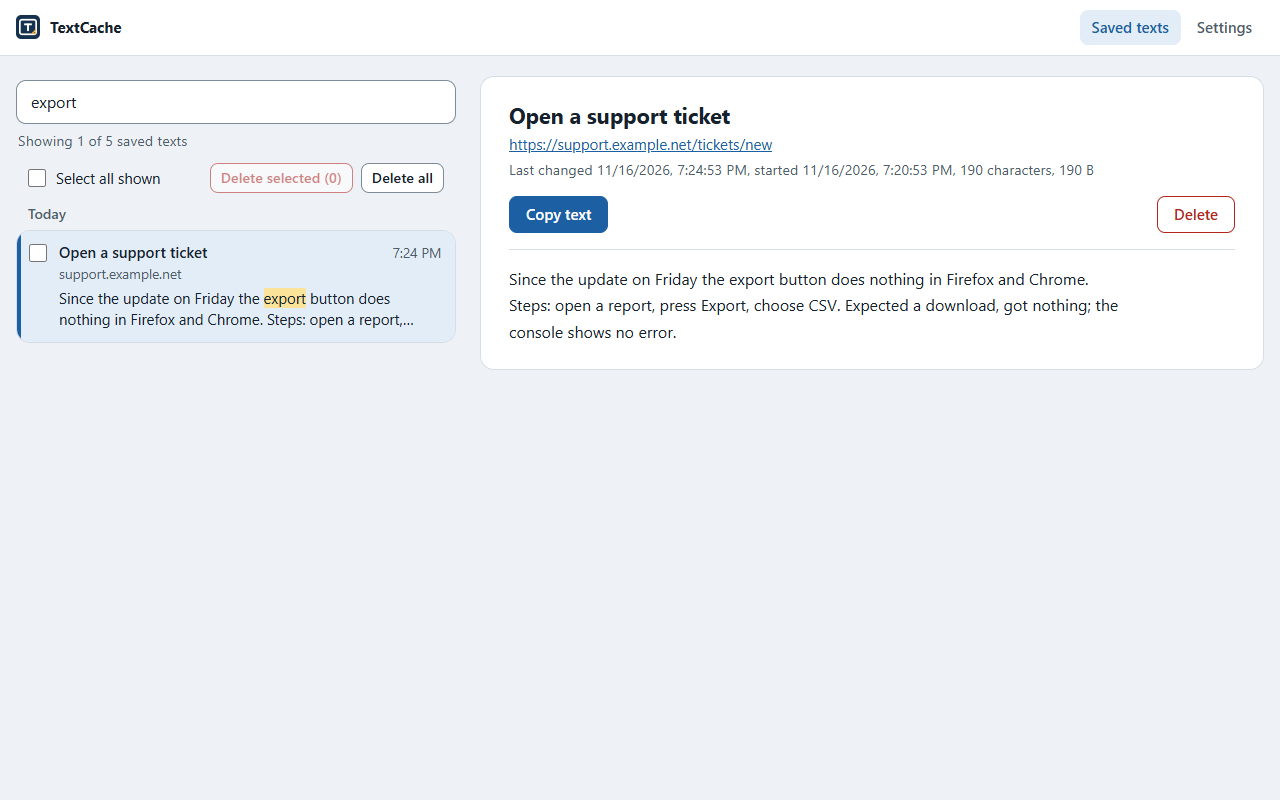 TextCache
Saved texts
Settings
export
Showing 1 of 5 saved texts
Select all shown
Delete selected (0)
Delete all
Today
Open a support ticket
7:24 PM
support.example.net
Since the update on Friday the export button does
nothing in Firefox and Chrome. Steps: open a report,...
Open a support ticket
https://support.example.net/tickets/new
Last changed 11/16/2026, 7:24:53 PM, started 11/16/2026, 7:20:53 PM, 190 characters, 190 B
Copy text
Delete
Since the update on Friday the export button does nothing in Firefox and Chrome.
Steps: open a report, press Export, choose CSV. Expected a download, got nothing; the
console shows no error.